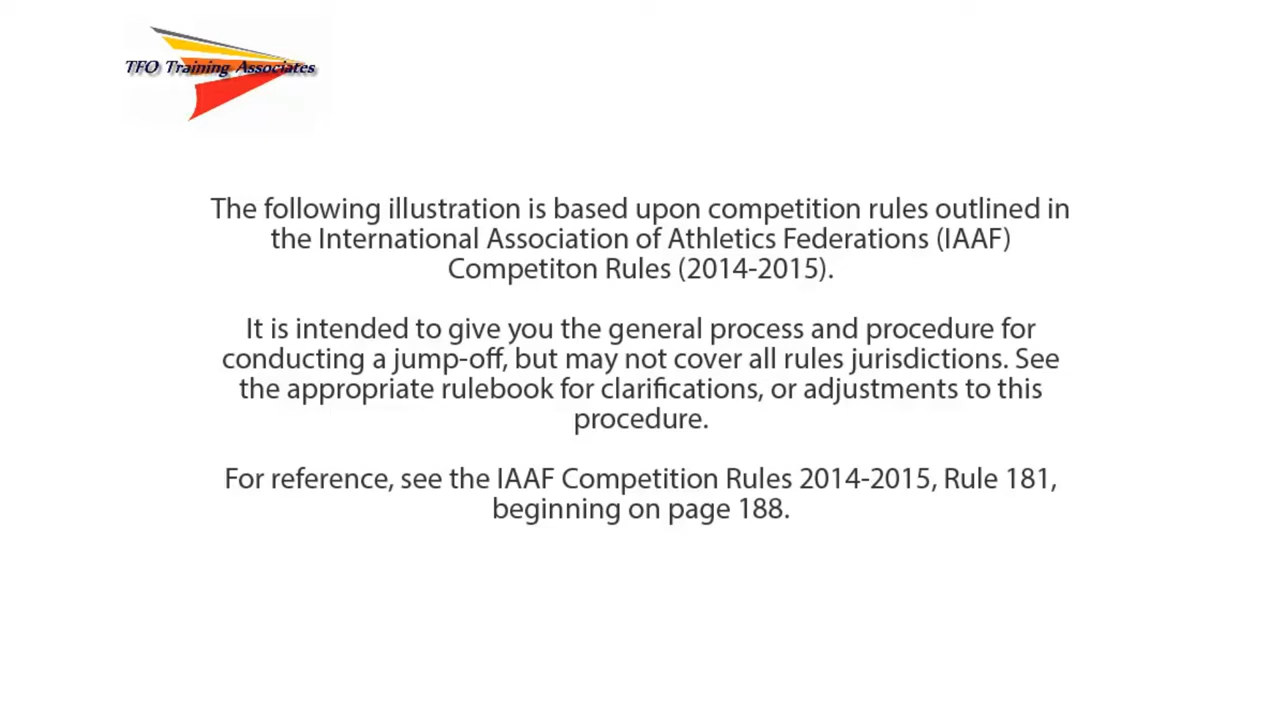 TFO Training Associates
The following illustration is based upon competition rules outlined in
the International Association of Athletics Federations (IAAF)
Competiton Rules (2014-2015).
It is intended to give you the general process and procedure for
conducting a jump-off, but may not cover all rules jurisdictions. See
the appropriate rulebook for clarifications, or adjustments to this
procedure.
For reference, see the IAAF Competition Rules 2014-2015, Rule 181,
beginning on page 188.